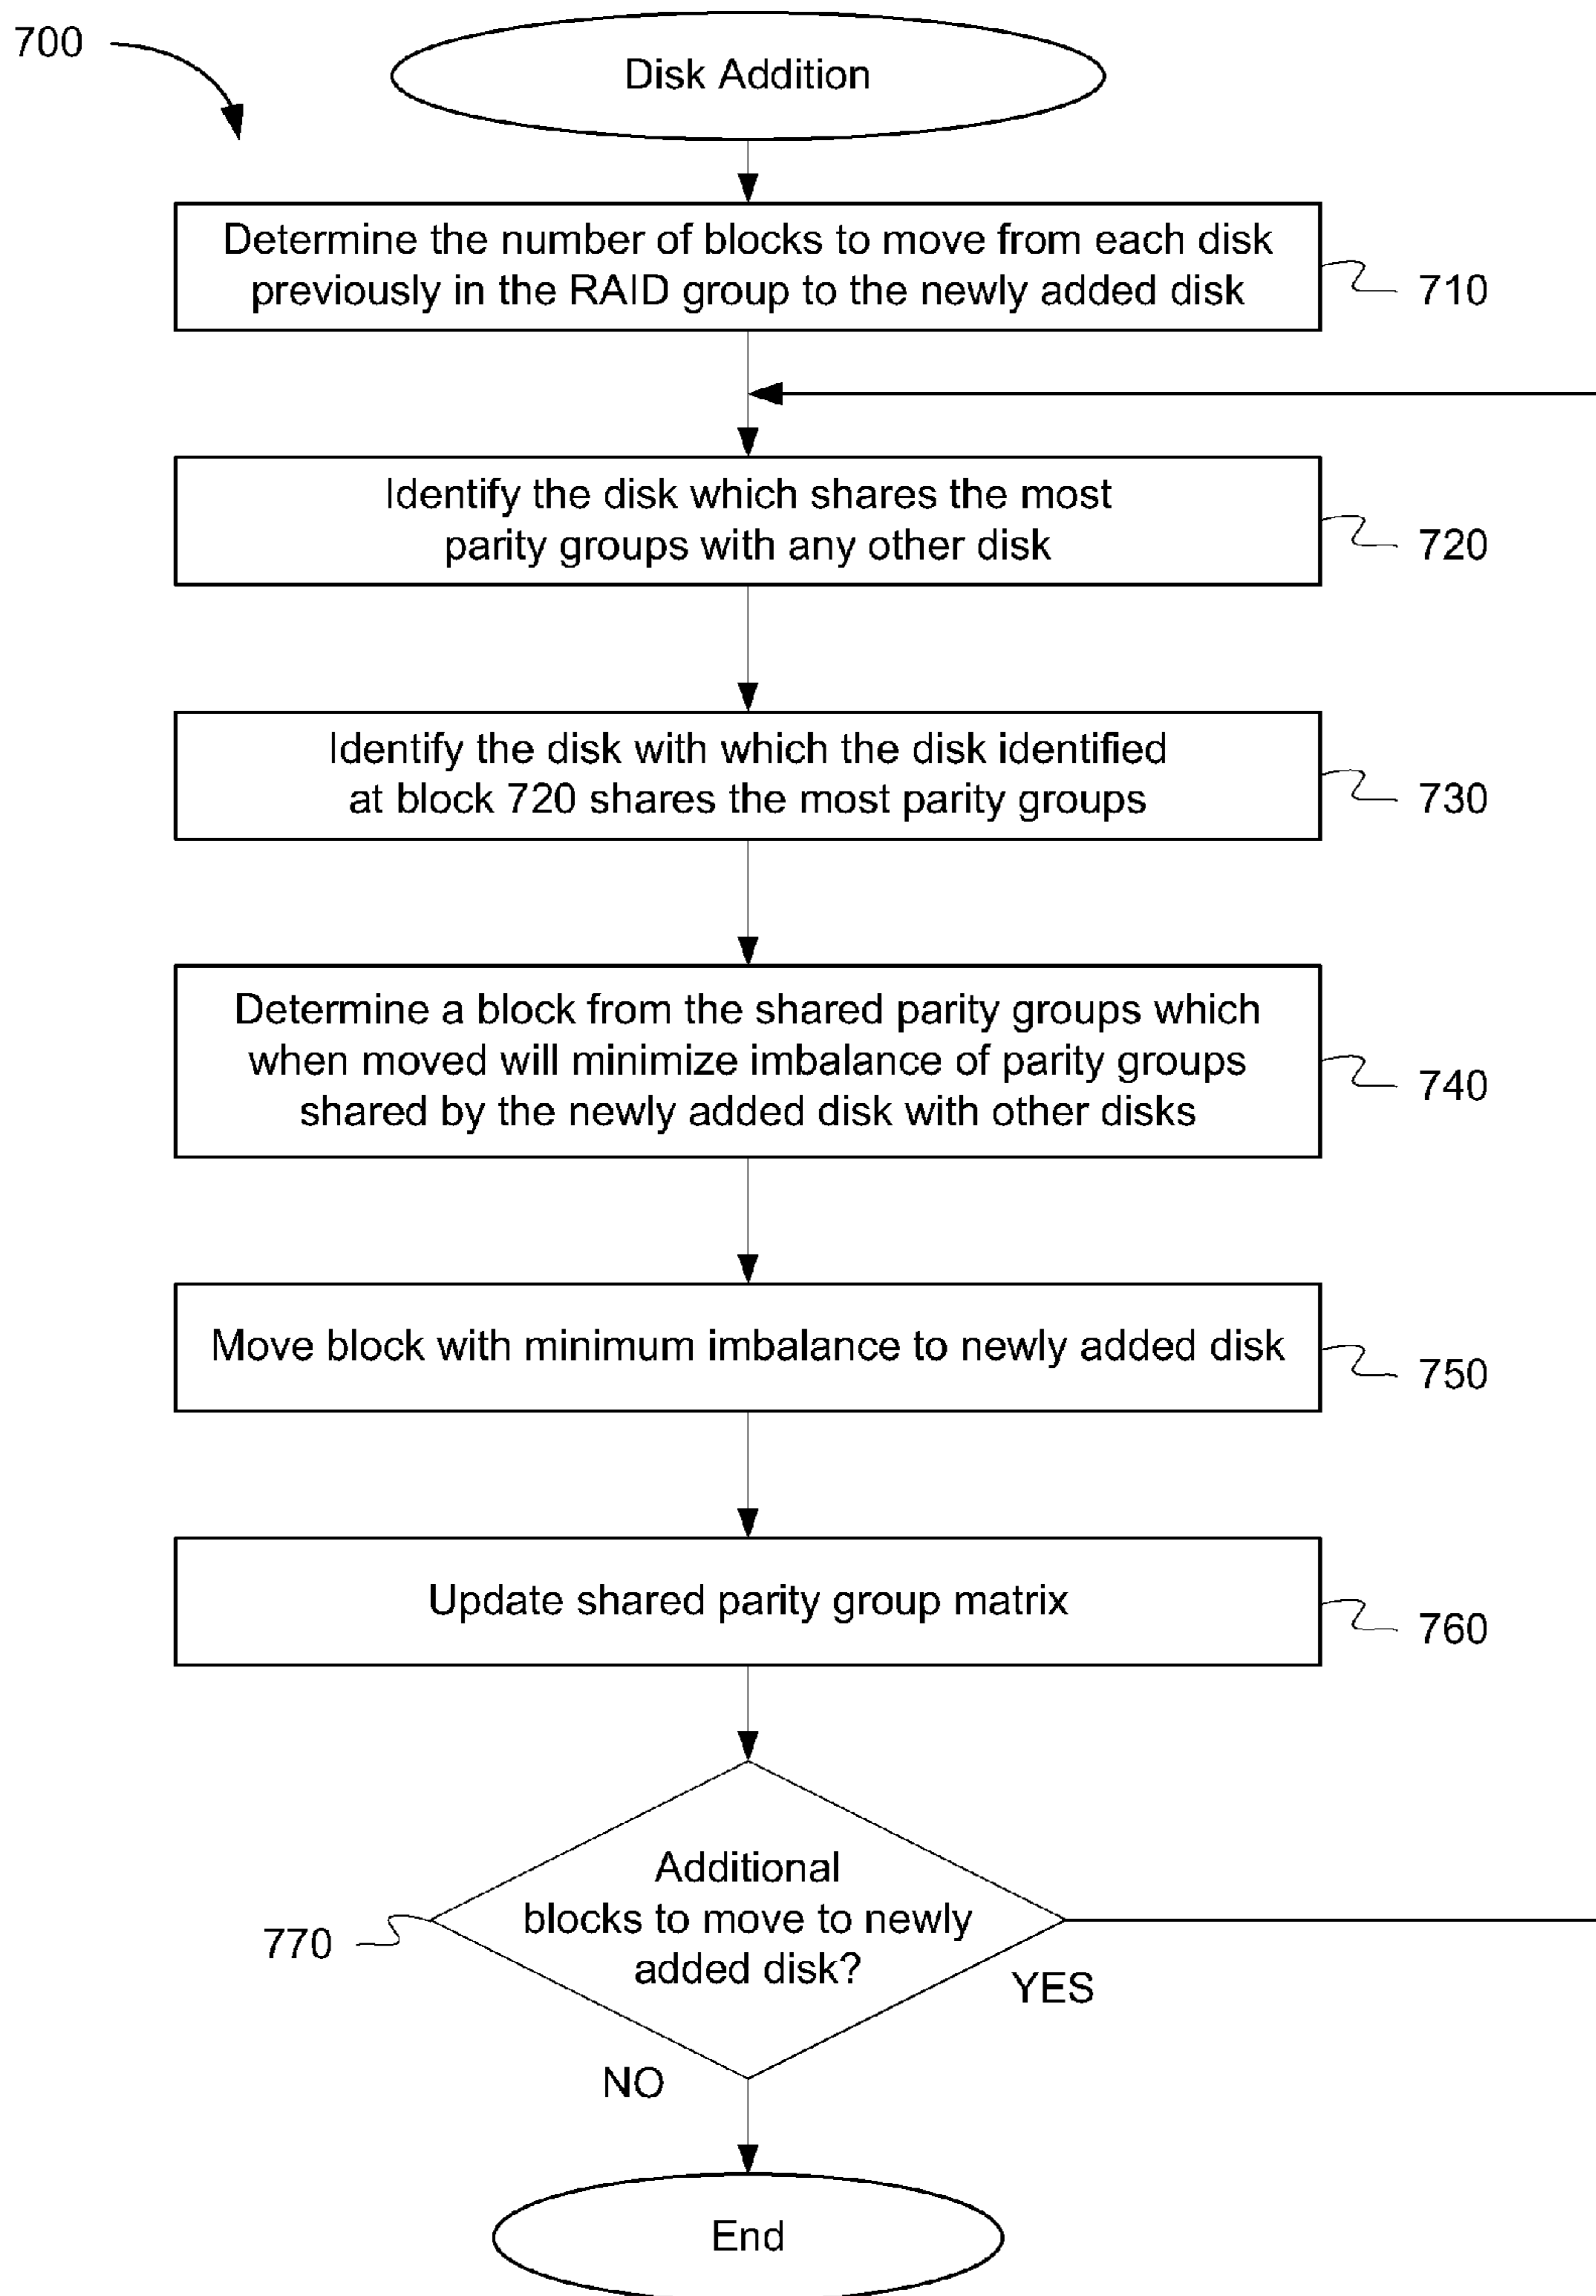 700
Disk Addition
Determine the number of blocks to move from each disk
previously in the RAID group to the newly added disk
710
Identify the disk which shares the most
parity groups with any other disk
720
Identify the disk with which the disk identified
at block 720 shares the most parity groups
730
Determine a block from the shared parity groups which
when moved will minimize imbalance of parity groups
shared by the newly added disk with other disks
740
Move block with minimum imbalance to newly added disk
750
Update shared parity group matrix
760
Additional
blocks to move to newly
added disk?
770
YES
NO
End